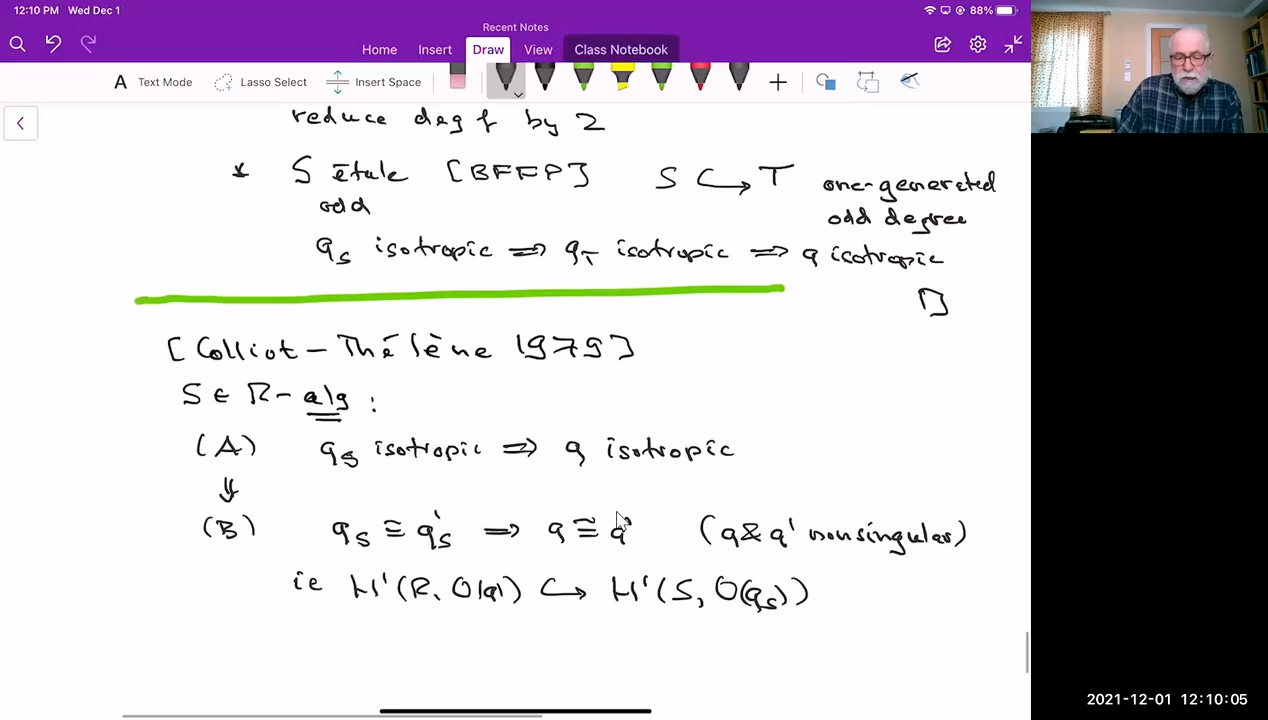 12:10 PM Wed Dec 1
88%
Recent Notes
Home Insert Draw View Class Notebook
Text Mode Lasso Select Insert Space
reduce deg f by 2
* S étale [BFFP] S ↪ T one-generated
odd odd degree
q_S isotropic ⟹ q_T isotropic ⟹ q isotropic
[Colliot-Thélène 1979]
S ∈ R-alg :
(A) q_S isotropic ⟹ q isotropic
⇓
(B) q_S ≅ q'_S ⟹ q ≅ q' (q & q' nonsingular)
ie H¹(R, O(q)) ↪ H¹(S, O(q_S))
2021-12-01 12:10:05